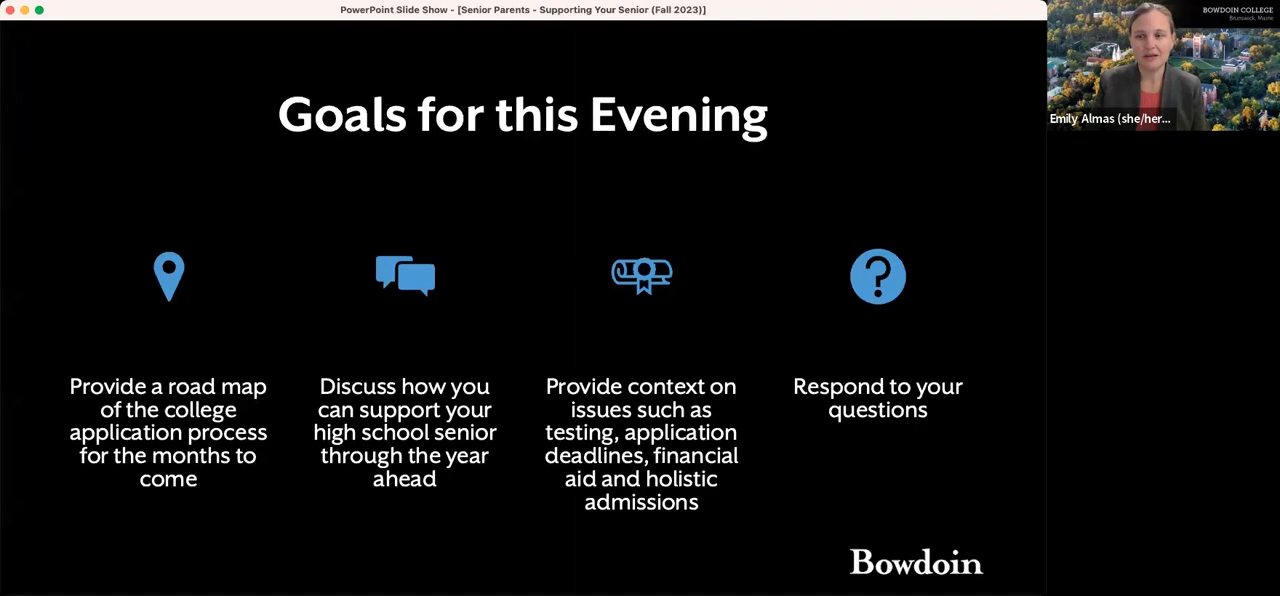 PowerPoint Slide Show - [Senior Parents - Supporting Your Senior (Fall 2023)]
BOWDOIN COLLEGE
Brunswick, Maine
Emily Almas (she/her...
Goals for this Evening
Provide a road map
of the college
application process
for the months to
come
Discuss how you
can support your
high school senior
through the year
ahead
Provide context on
issues such as
testing, application
deadlines, financial
aid and holistic
admissions
?
Respond to your
questions
Bowdoin